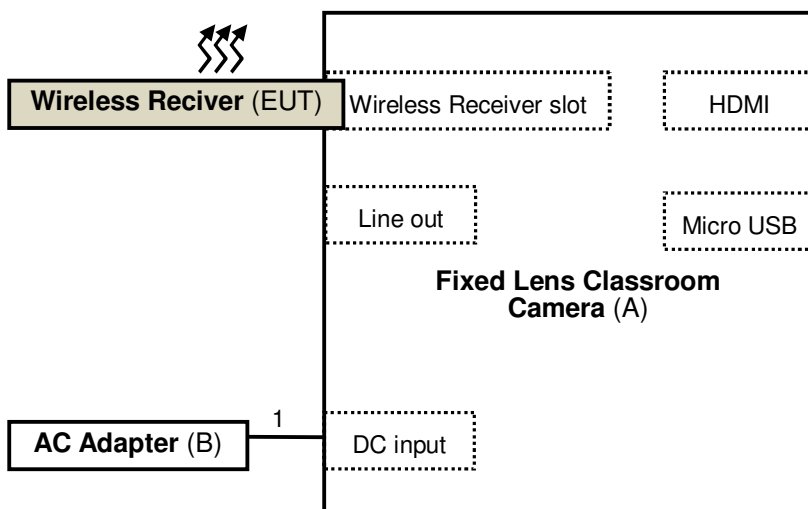 Wireless Reciver (EUT)
Wireless Receiver slot
HDMI
Line out
Micro USB
Fixed Lens Classroom
Camera (A)
1
AC Adapter (B)
DC input